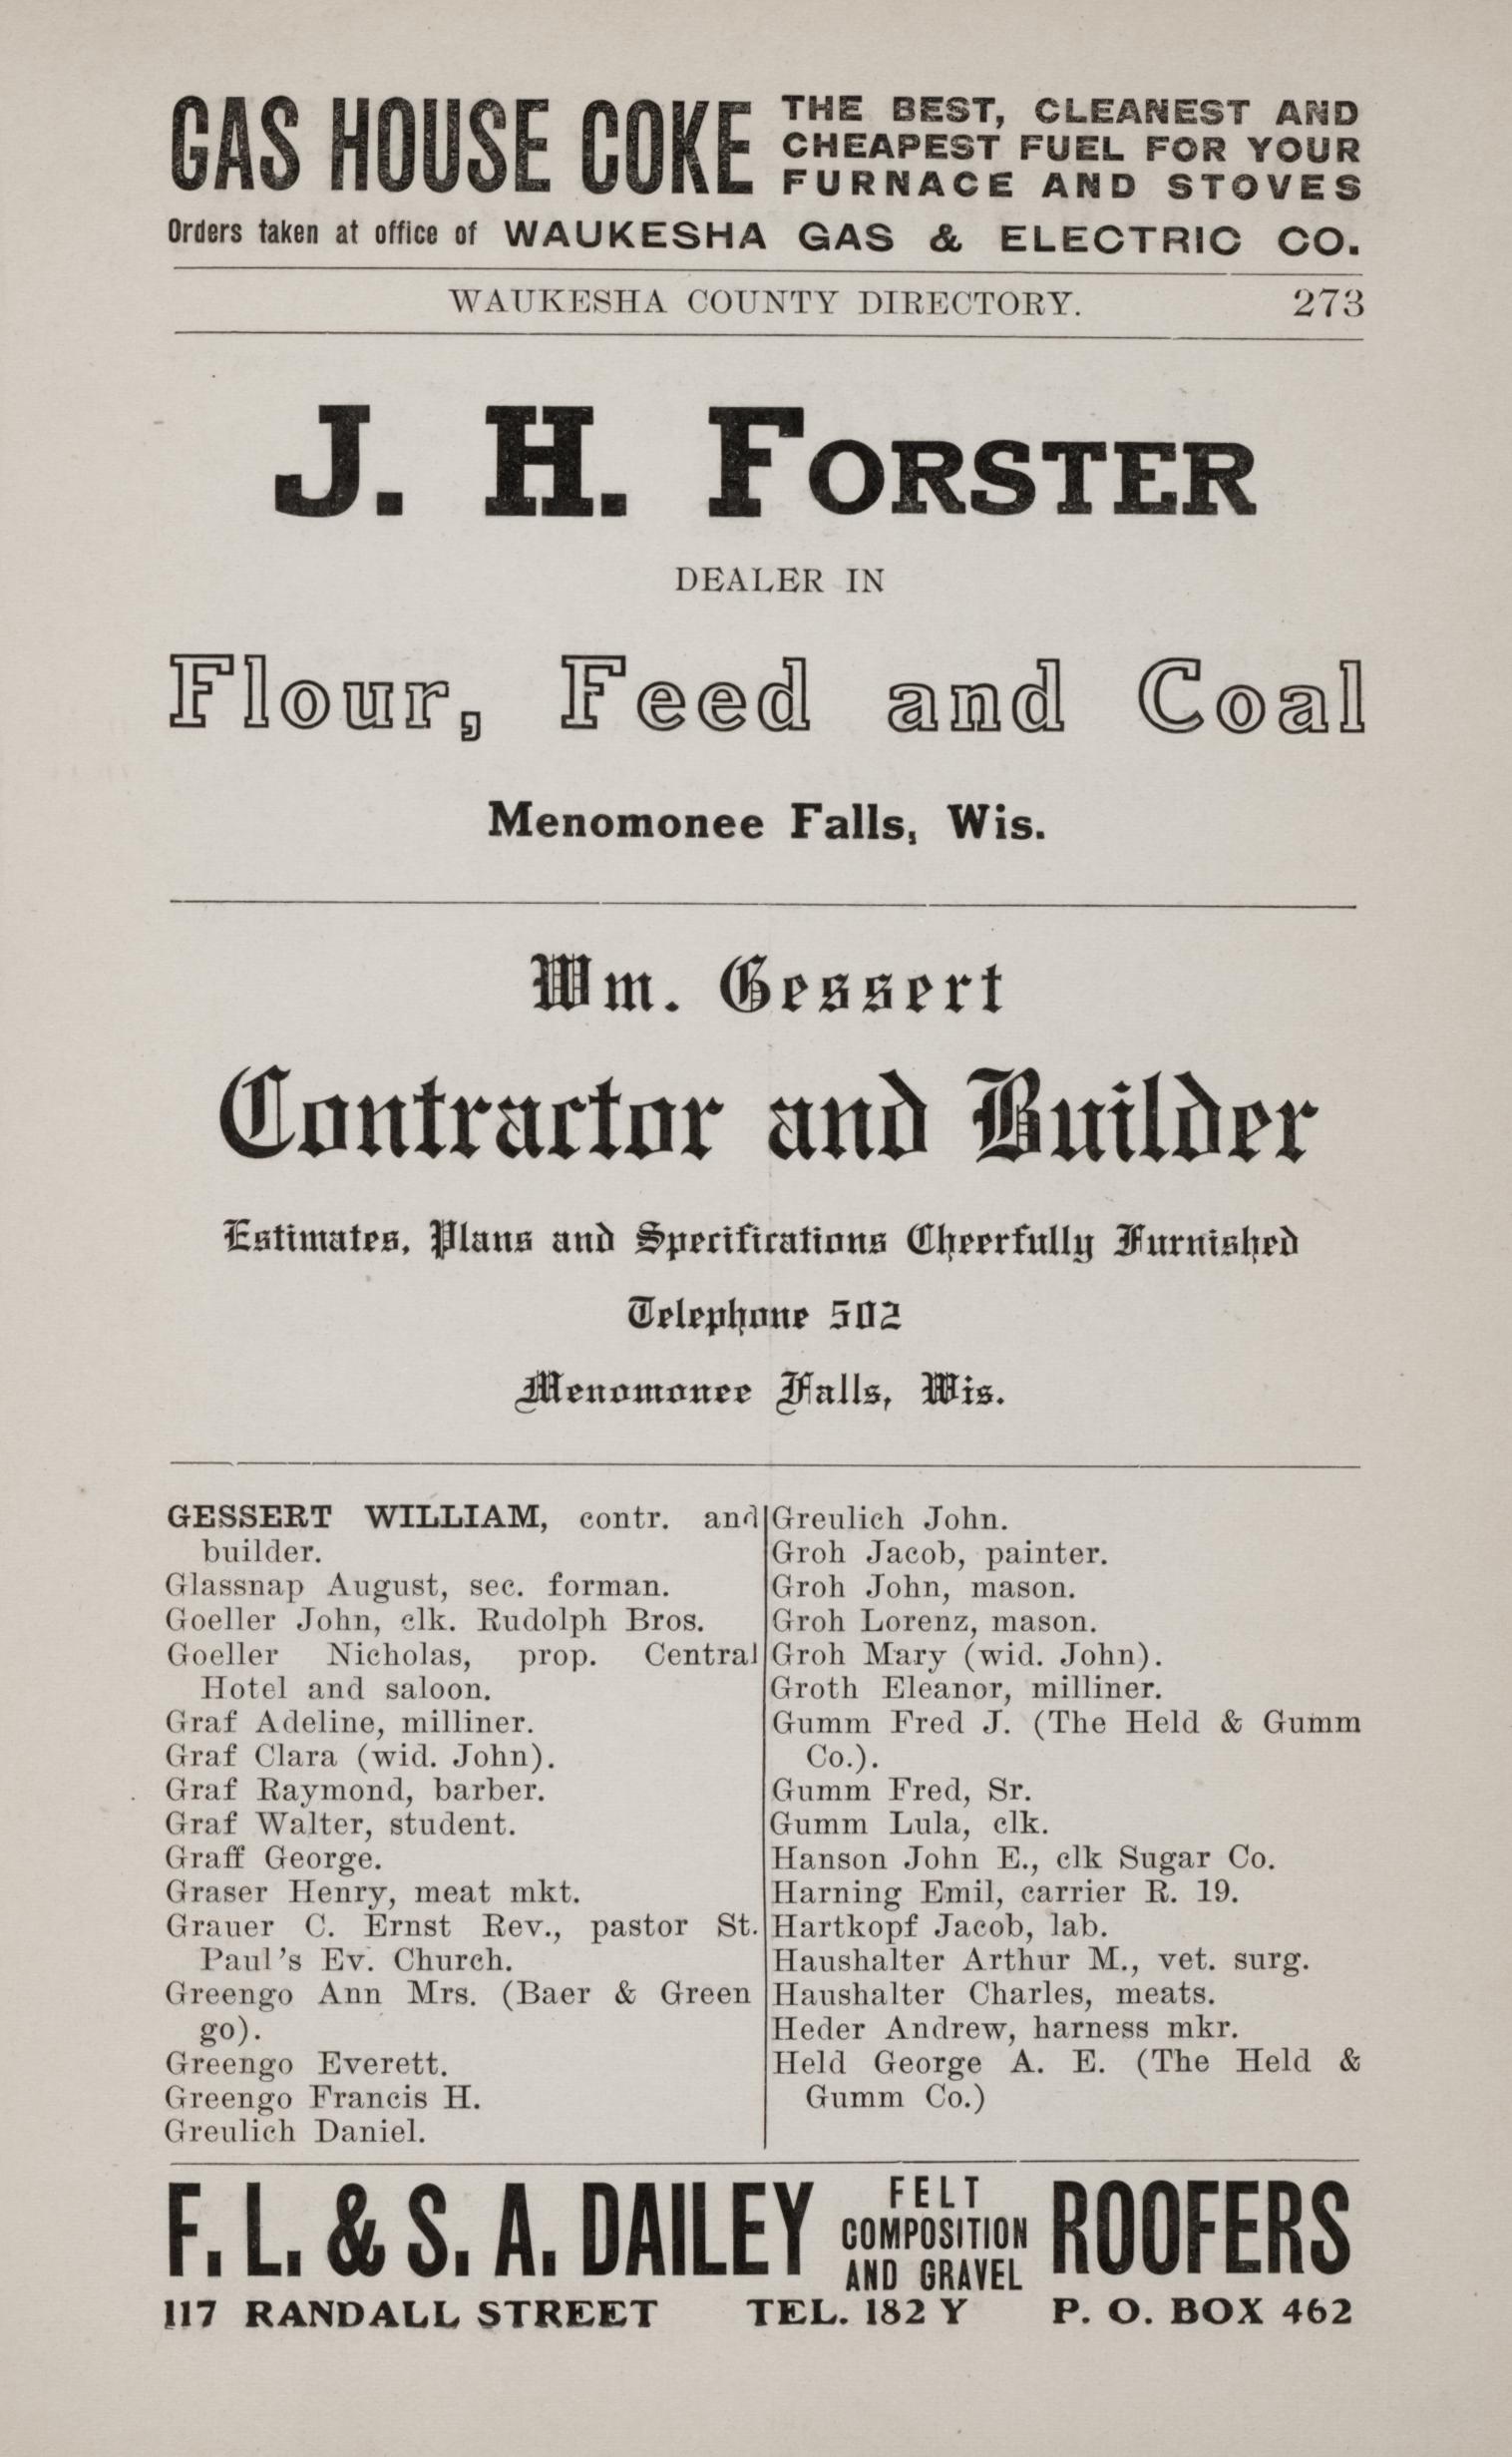 GAS HOUSE COKE
THE BEST, CLEANEST AND
CHEAPEST FUEL FOR YOUR
FURNACE AND STOVES
Orders taken at office of WAUKESHA GAS & ELECTRIC CO.
WAUKESHA COUNTY DIRECTORY. 273
J. H. FORSTER
DEALER IN
Flour, Feed and Coal
Menomonee Falls, Wis.
Wm. Gessert
Contractor and Builder
Estimates, Plans and Specifications Cheerfully Furnished
Telephone 502
Menomonee Falls, Wis.
GESSERT WILLIAM, contr. and
builder.
Glassnap August, sec. forman.
Goeller John, clk. Rudolph Bros.
Goeller Nicholas, prop. Central
Hotel and saloon.
Graf Adeline, milliner.
Graf Clara (wid. John).
Graf Raymond, barber.
Graf Walter, student.
Graff George.
Graser Henry, meat mkt.
Grauer C. Ernst Rev., pastor St.
Paul's Ev. Church.
Greengo Ann Mrs. (Baer & Green
go).
Greengo Everett.
Greengo Francis H.
Greulich Daniel.
Greulich John.
Groh Jacob, painter.
Groh John, mason.
Groh Lorenz, mason.
Groh Mary (wid. John).
Groth Eleanor, milliner.
Gumm Fred J. (The Held & Gumm
Co.).
Gumm Fred, Sr.
Gumm Lula, clk.
Hanson John E., clk Sugar Co.
Harning Emil, carrier R. 19.
Hartkopf Jacob, lab.
Haushalter Arthur M., vet. surg.
Haushalter Charles, meats.
Heder Andrew, harness mkr.
Held George A. E. (The Held &
Gumm Co.)
F. L. & S. A. DAILEY
FELT
COMPOSITION
AND GRAVEL
ROOFERS
117 RANDALL STREET TEL. 182 Y P. O. BOX 462